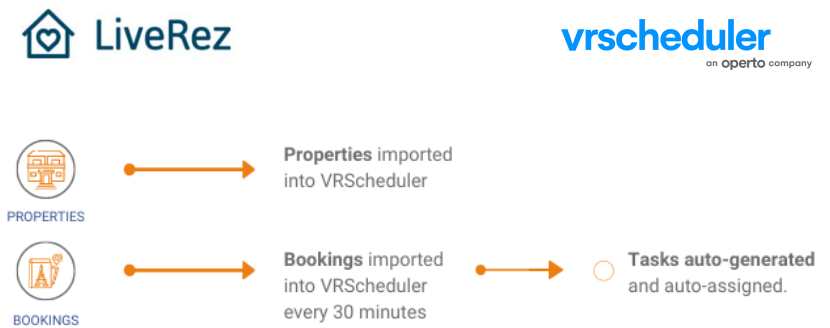 LiveRez
vrscheduler
an operto company
Properties imported
into VRScheduler
PROPERTIES
Bookings imported
into VRScheduler
every 30 minutes
Tasks auto-generated
and auto-assigned.
BOOKINGS